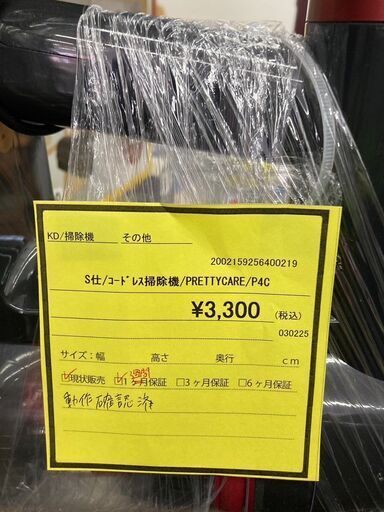 KD/掃除機 その他
2002159256400219
S仕/ｺｰﾄﾞﾚｽ掃除機/PRETTYCARE/P4C
¥3,300 (税込)
030225
サイズ:幅 高さ 奥行 cm
☑現状販売 ☑1週間保証 □3ヶ月保証 □6ヶ月保証
動作確認済